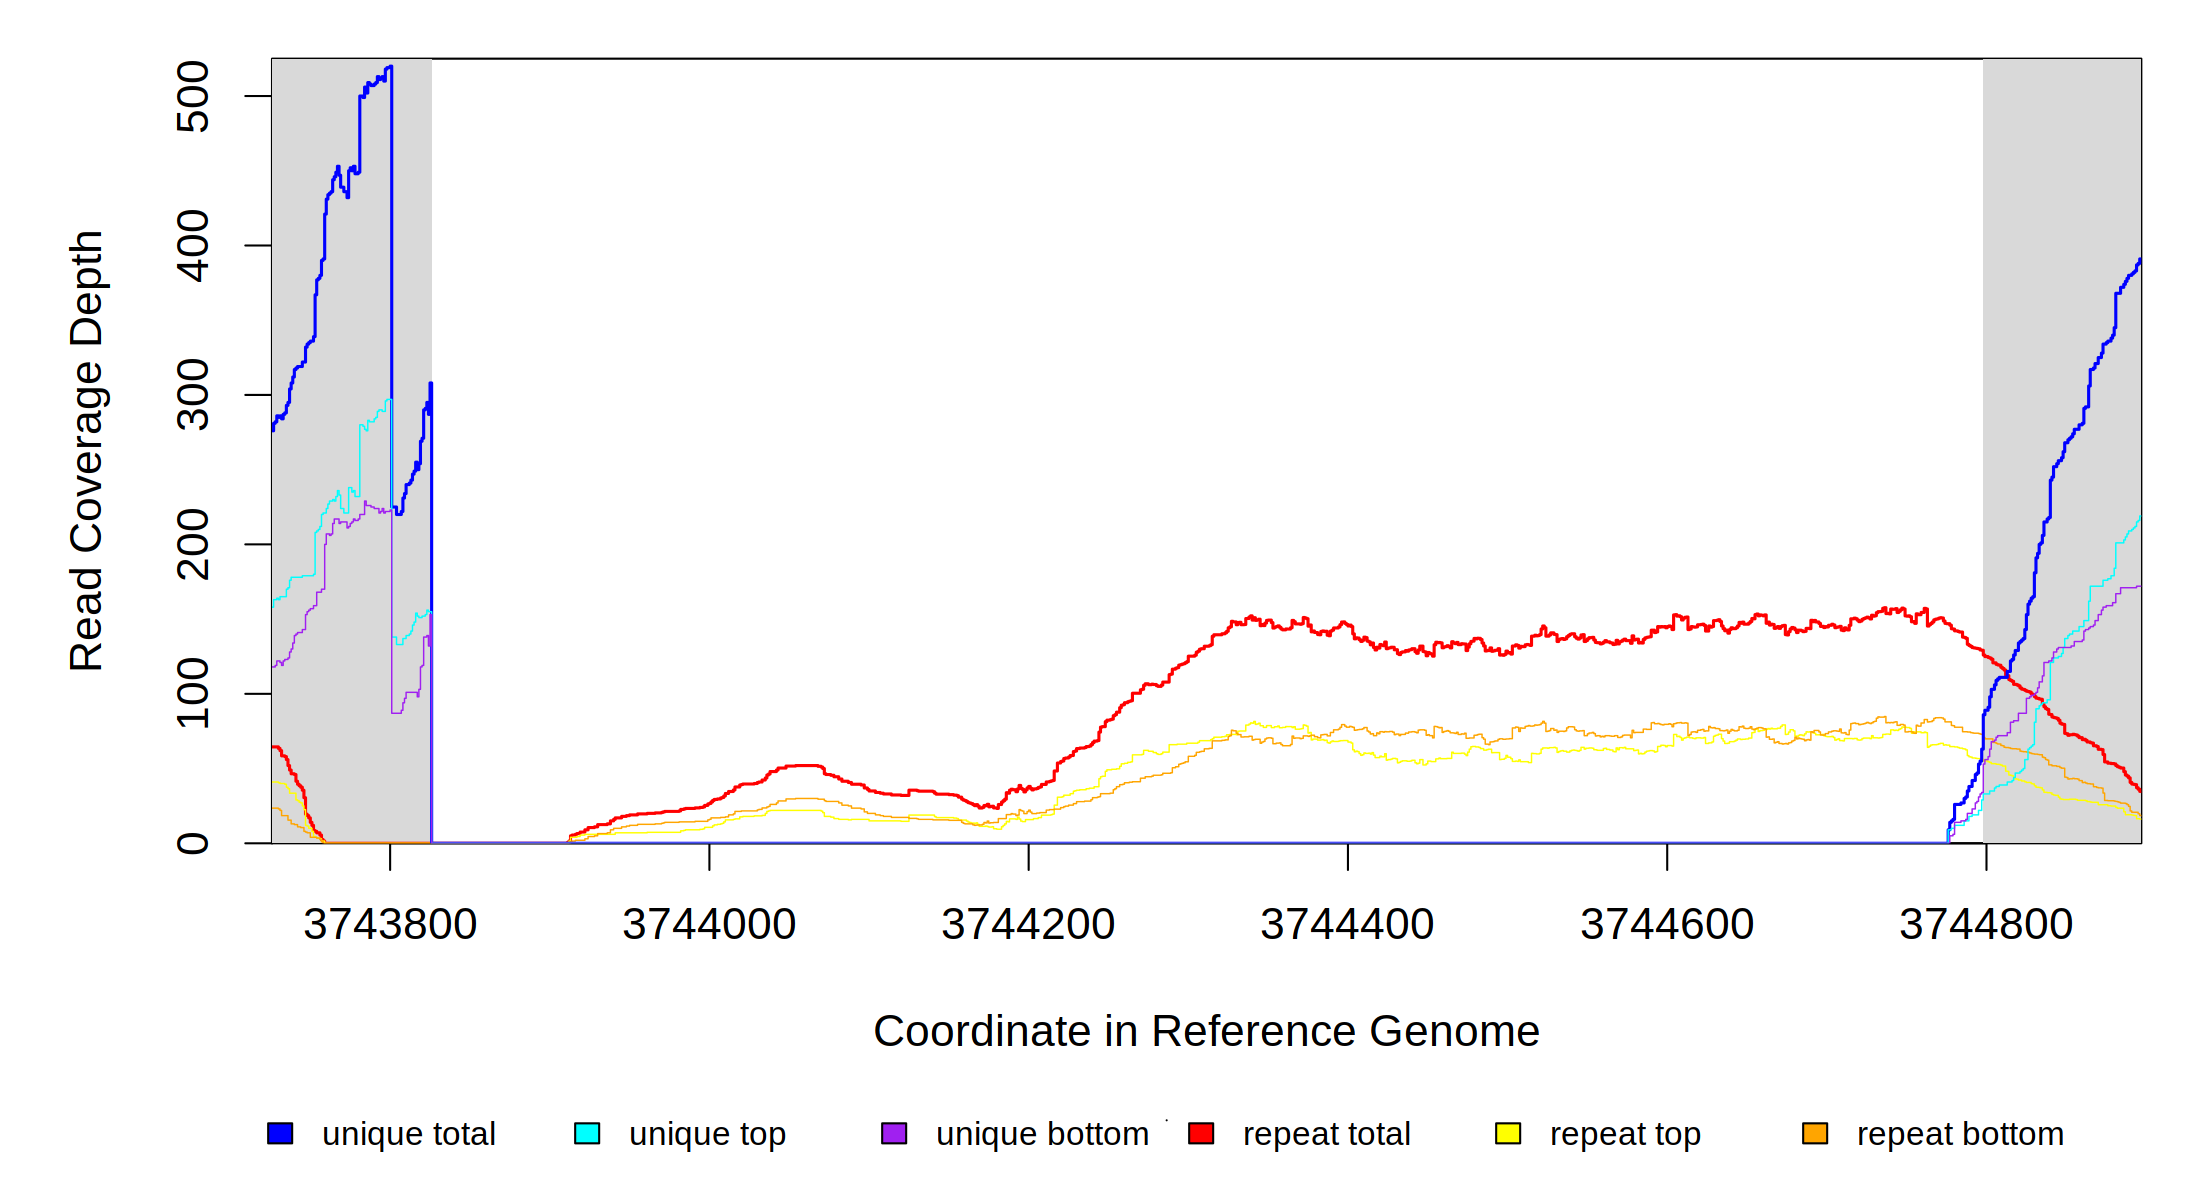 Read Coverage Depth
500
400
300
200
100
0
3743800 3744000 3744200 3744400 3744600 3744800
Coordinate in Reference Genome
unique total unique top unique bottom repeat total repeat top repeat bottom